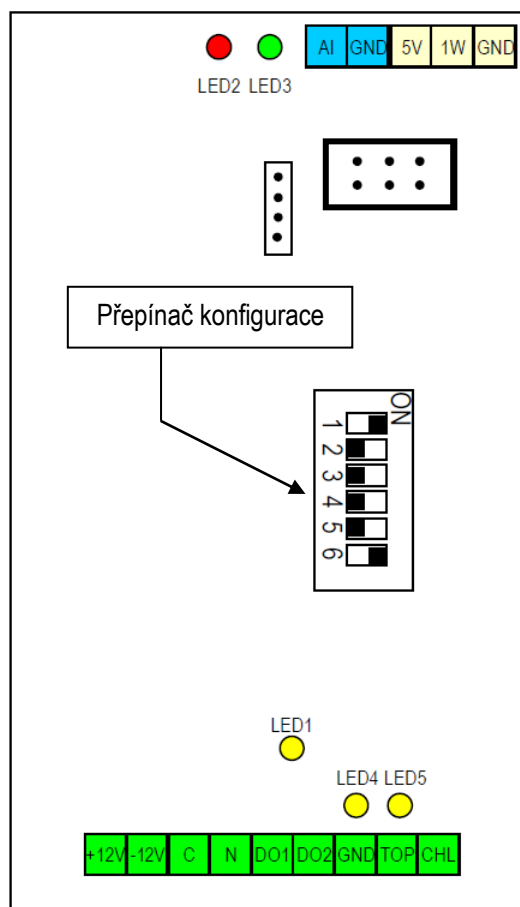 AI GND 5V 1W GND
LED2 LED3
Přepínač konfigurace
ON
1
2
3
4
5
6
LED1
LED4 LED5
+12V -12V C N DO1 DO2 GND TOP CHL